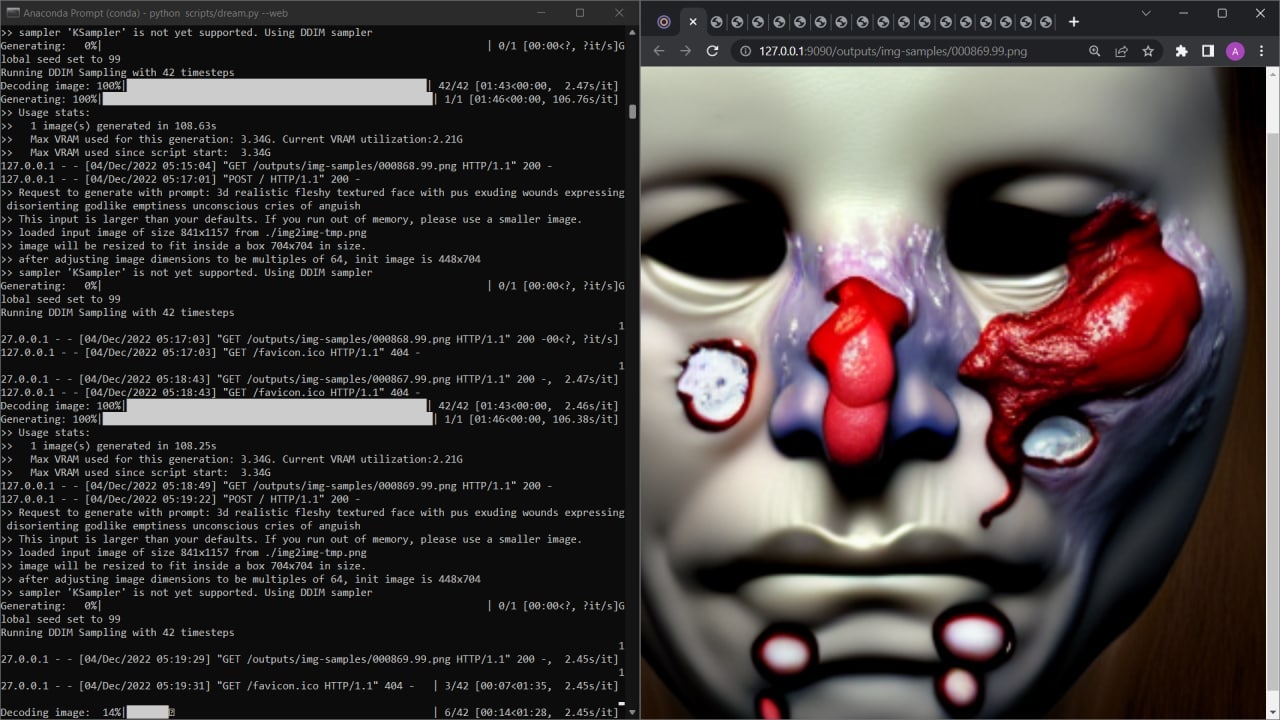 Anaconda Prompt (conda) - python scripts/dream.py --web
>> sampler 'KSampler' is not yet supported. Using DDIM sampler
Generating:   0%|          | 0/1 [00:00<?, ?it/s]G
lobal seed set to 99
Running DDIM Sampling with 42 timesteps
Decoding image: 100%| | 42/42 [01:43<00:00,  2.47s/it]
Generating: 100%| | 1/1 [01:46<00:00, 106.76s/it]
>> Usage stats:
>>   1 image(s) generated in 108.63s
>>   Max VRAM used for this generation: 3.34G. Current VRAM utilization:2.21G
>>   Max VRAM used since script start:  3.34G
127.0.0.1 - - [04/Dec/2022 05:15:04] "GET /outputs/img-samples/000868.99.png HTTP/1.1" 200 -
127.0.0.1 - - [04/Dec/2022 05:17:01] "POST / HTTP/1.1" 200 -
>> Request to generate with prompt: 3d realistic fleshy textured face with pus exuding wounds expressing
 disorienting godlike emptiness unconscious cries of anguish
>> This input is larger than your defaults. If you run out of memory, please use a smaller image.
>> loaded input image of size 841x1157 from ./img2img-tmp.png
>> image will be resized to fit inside a box 704x704 in size.
>> after adjusting image dimensions to be multiples of 64, init image is 448x704
>> sampler 'KSampler' is not yet supported. Using DDIM sampler
Generating:   0%|          | 0/1 [00:00<?, ?it/s]G
lobal seed set to 99
Running DDIM Sampling with 42 timesteps
1
27.0.0.1 - - [04/Dec/2022 05:17:03] "GET /outputs/img-samples/000868.99.png HTTP/1.1" 200 -00<?, ?it/s]
127.0.0.1 - - [04/Dec/2022 05:17:03] "GET /favicon.ico HTTP/1.1" 404 -
1
27.0.0.1 - - [04/Dec/2022 05:18:43] "GET /outputs/img-samples/000867.99.png HTTP/1.1" 200 -,  2.47s/it]
127.0.0.1 - - [04/Dec/2022 05:18:43] "GET /favicon.ico HTTP/1.1" 404 -
Decoding image: 100%| | 42/42 [01:43<00:00,  2.46s/it]
Generating: 100%| | 1/1 [01:46<00:00, 106.38s/it]
>> Usage stats:
>>   1 image(s) generated in 108.25s
>>   Max VRAM used for this generation: 3.34G. Current VRAM utilization:2.21G
>>   Max VRAM used since script start:  3.34G
127.0.0.1 - - [04/Dec/2022 05:18:49] "GET /outputs/img-samples/000869.99.png HTTP/1.1" 200 -
127.0.0.1 - - [04/Dec/2022 05:19:22] "POST / HTTP/1.1" 200 -
>> Request to generate with prompt: 3d realistic fleshy textured face with pus exuding wounds expressing
 disorienting godlike emptiness unconscious cries of anguish
>> This input is larger than your defaults. If you run out of memory, please use a smaller image.
>> loaded input image of size 841x1157 from ./img2img-tmp.png
>> image will be resized to fit inside a box 704x704 in size.
>> after adjusting image dimensions to be multiples of 64, init image is 448x704
>> sampler 'KSampler' is not yet supported. Using DDIM sampler
Generating:   0%|          | 0/1 [00:00<?, ?it/s]G
lobal seed set to 99
Running DDIM Sampling with 42 timesteps
1
27.0.0.1 - - [04/Dec/2022 05:19:29] "GET /outputs/img-samples/000869.99.png HTTP/1.1" 200 -,  2.45s/it]
1
27.0.0.1 - - [04/Dec/2022 05:19:31] "GET /favicon.ico HTTP/1.1" 404 -   | 3/42 [00:07<01:35,  2.45s/it]
Decoding image:  14%| | 6/42 [00:14<01:28,  2.45s/it]
127.0.0.1:9090/outputs/img-samples/000869.99.png
A